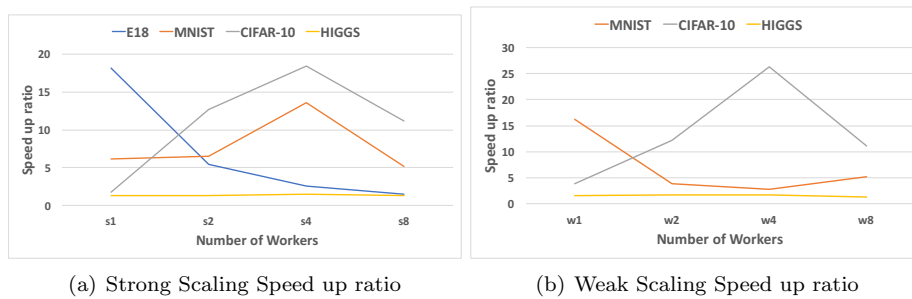 E18 MNIST CIFAR-10 HIGGS
20
15
10
5
0
Speed up ratio
s1 s2 s4 s8
Number of Workers
(a) Strong Scaling Speed up ratio
MNIST CIFAR-10 HIGGS
30
25
20
15
10
5
0
Speed up ratio
w1 w2 w4 w8
Number of Workers
(b) Weak Scaling Speed up ratio